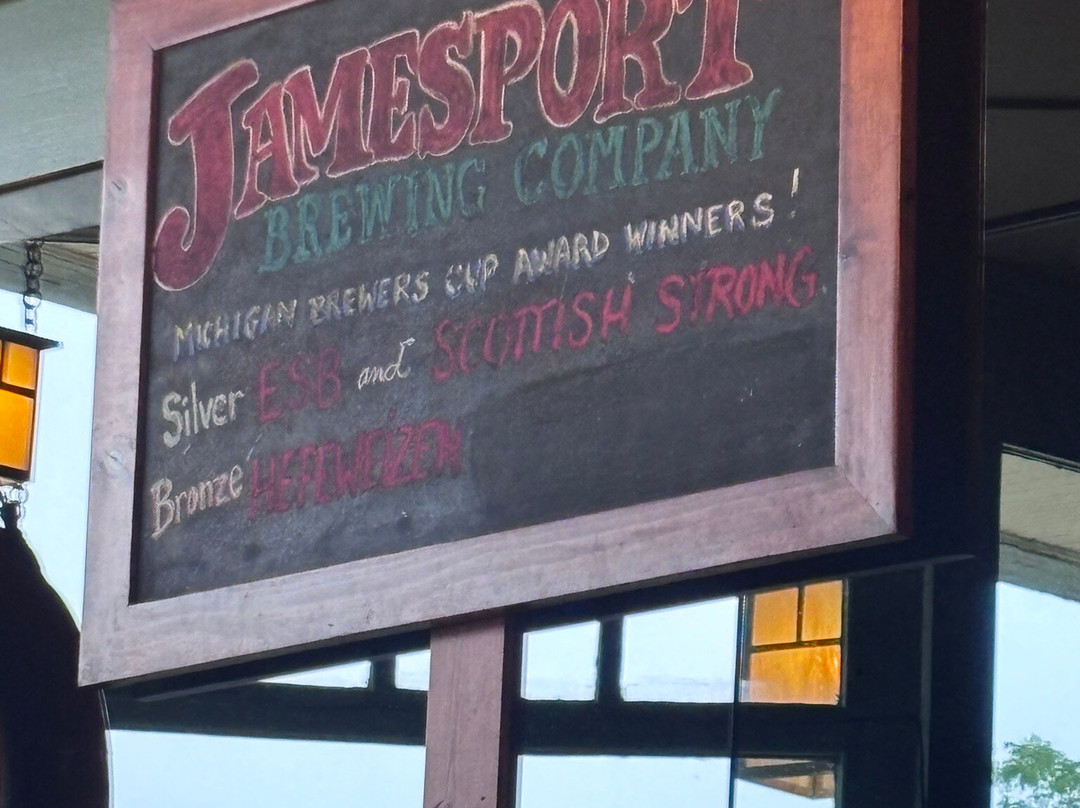 JAMESPORT
BREWING COMPANY
MICHIGAN BREWERS CUP AWARD WINNERS!
Silver ESB and SCOTTISH STRONG
Bronze HEFEWEIZEN